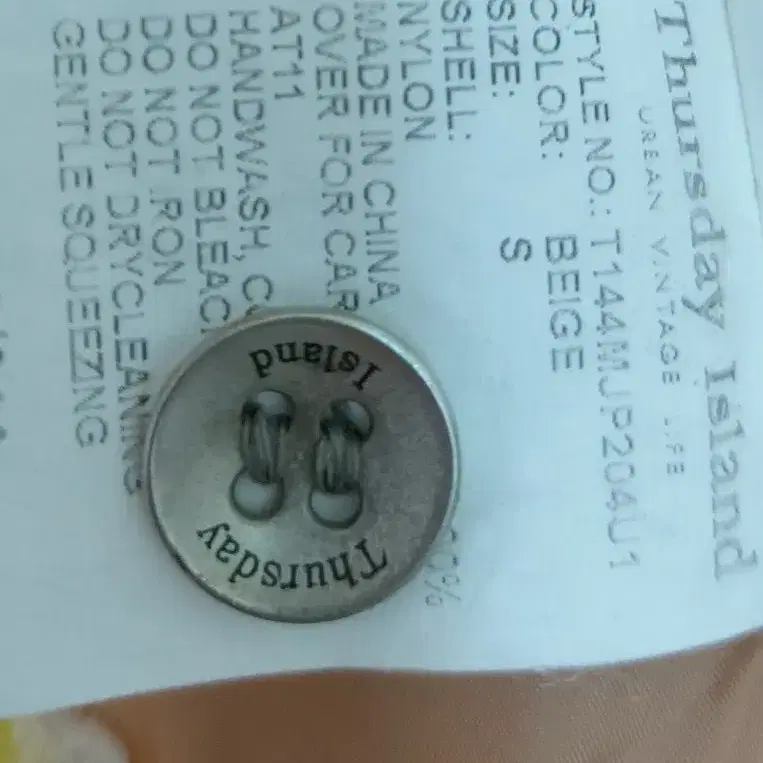 Thursday Island
URBAN VINTAGE LIFE
STYLE NO.: T144MJP204U1
COLOR: BEIGE
SIZE: S
SHELL:
NYLON
MADE IN CHINA
OVER FOR CAR
AT11
HANDWASH,
DO NOT BLEAC
DO NOT IRON
DO NOT DRYCLEANING
GENTLE SQUEEZING
Thursday
Island